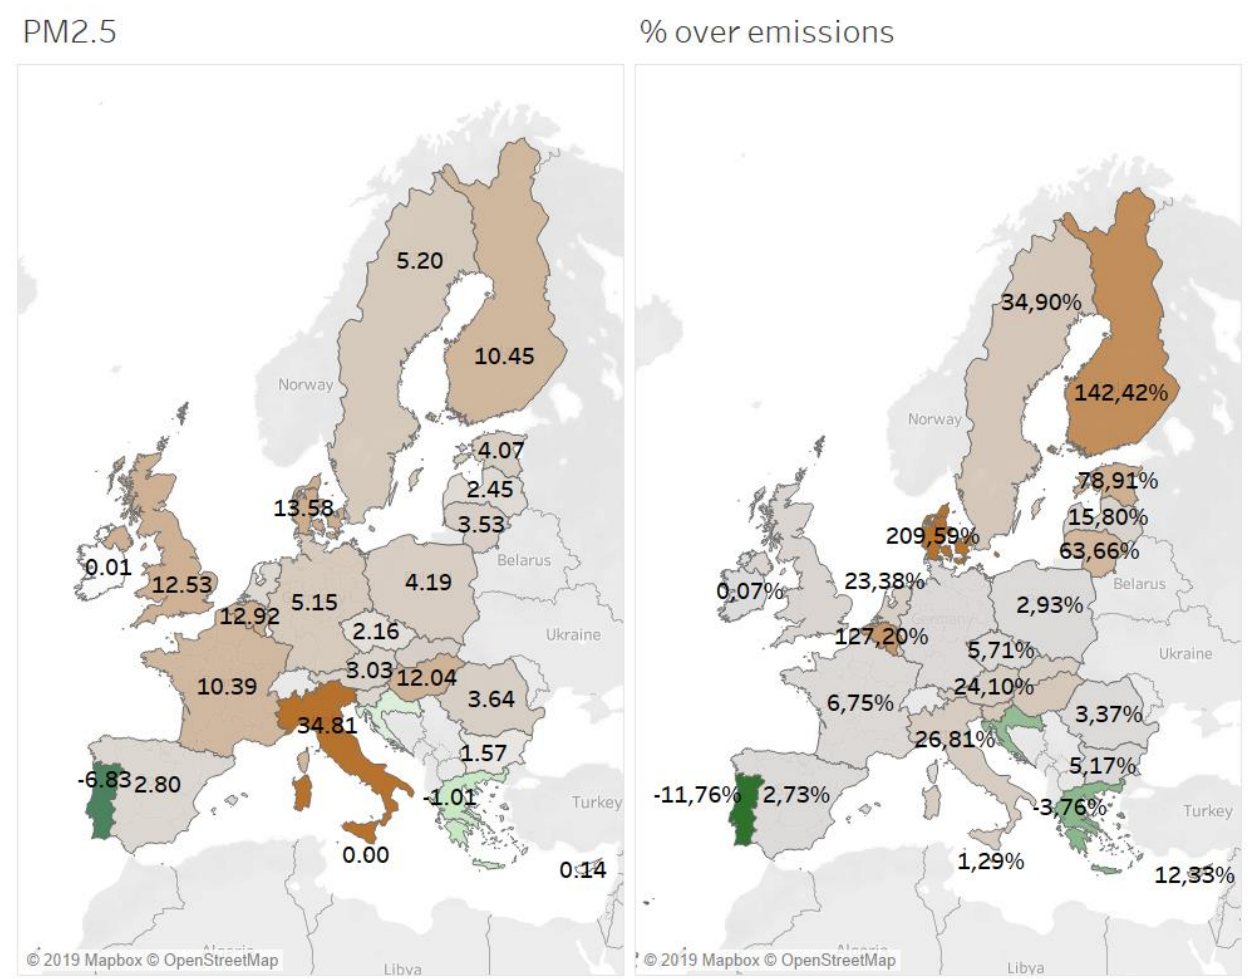 PM2.5
% over emissions
5.20
10.45
Norway
4.07
2.45
13.58
3.53
Belarus
0.01
12.53
5.15
4.19
12.92
2.16
Ukraine
3.03
12.04
10.39
3.64
34.81
1.57
-6.83
2.80
-1.01
Turkey
0.00
0.14
© 2019 Mapbox © OpenStreetMap
Libya
34,90%
142,42%
Norway
78,91%
15,80%
209,59%
63,66%
23,38%
Belarus
0,07%
2,93%
Germany
127,20%
5,71%
Ukraine
24,10%
6,75%
3,37%
26,81%
5,17%
-11,76%
2,73%
-3,76%
Turkey
1,29%
12,33%
Algeria
© 2019 Mapbox © OpenStreetMap
Libya